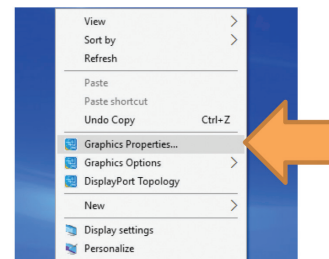 View
Sort by
Refresh
Paste
Paste shortcut
Undo Copy Ctrl+Z
Graphics Properties...
Graphics Options
DisplayPort Topology
New
Display settings
Personalize